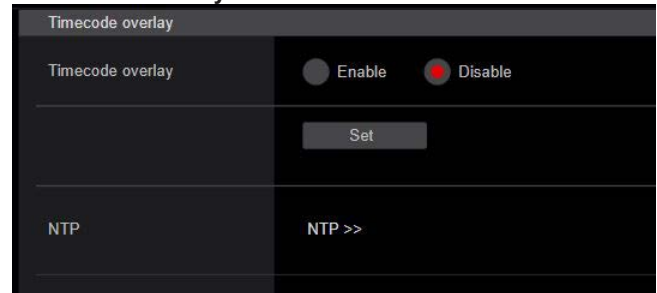 Timecode overlay
Timecode overlay Enable Disable
Set
NTP NTP >>